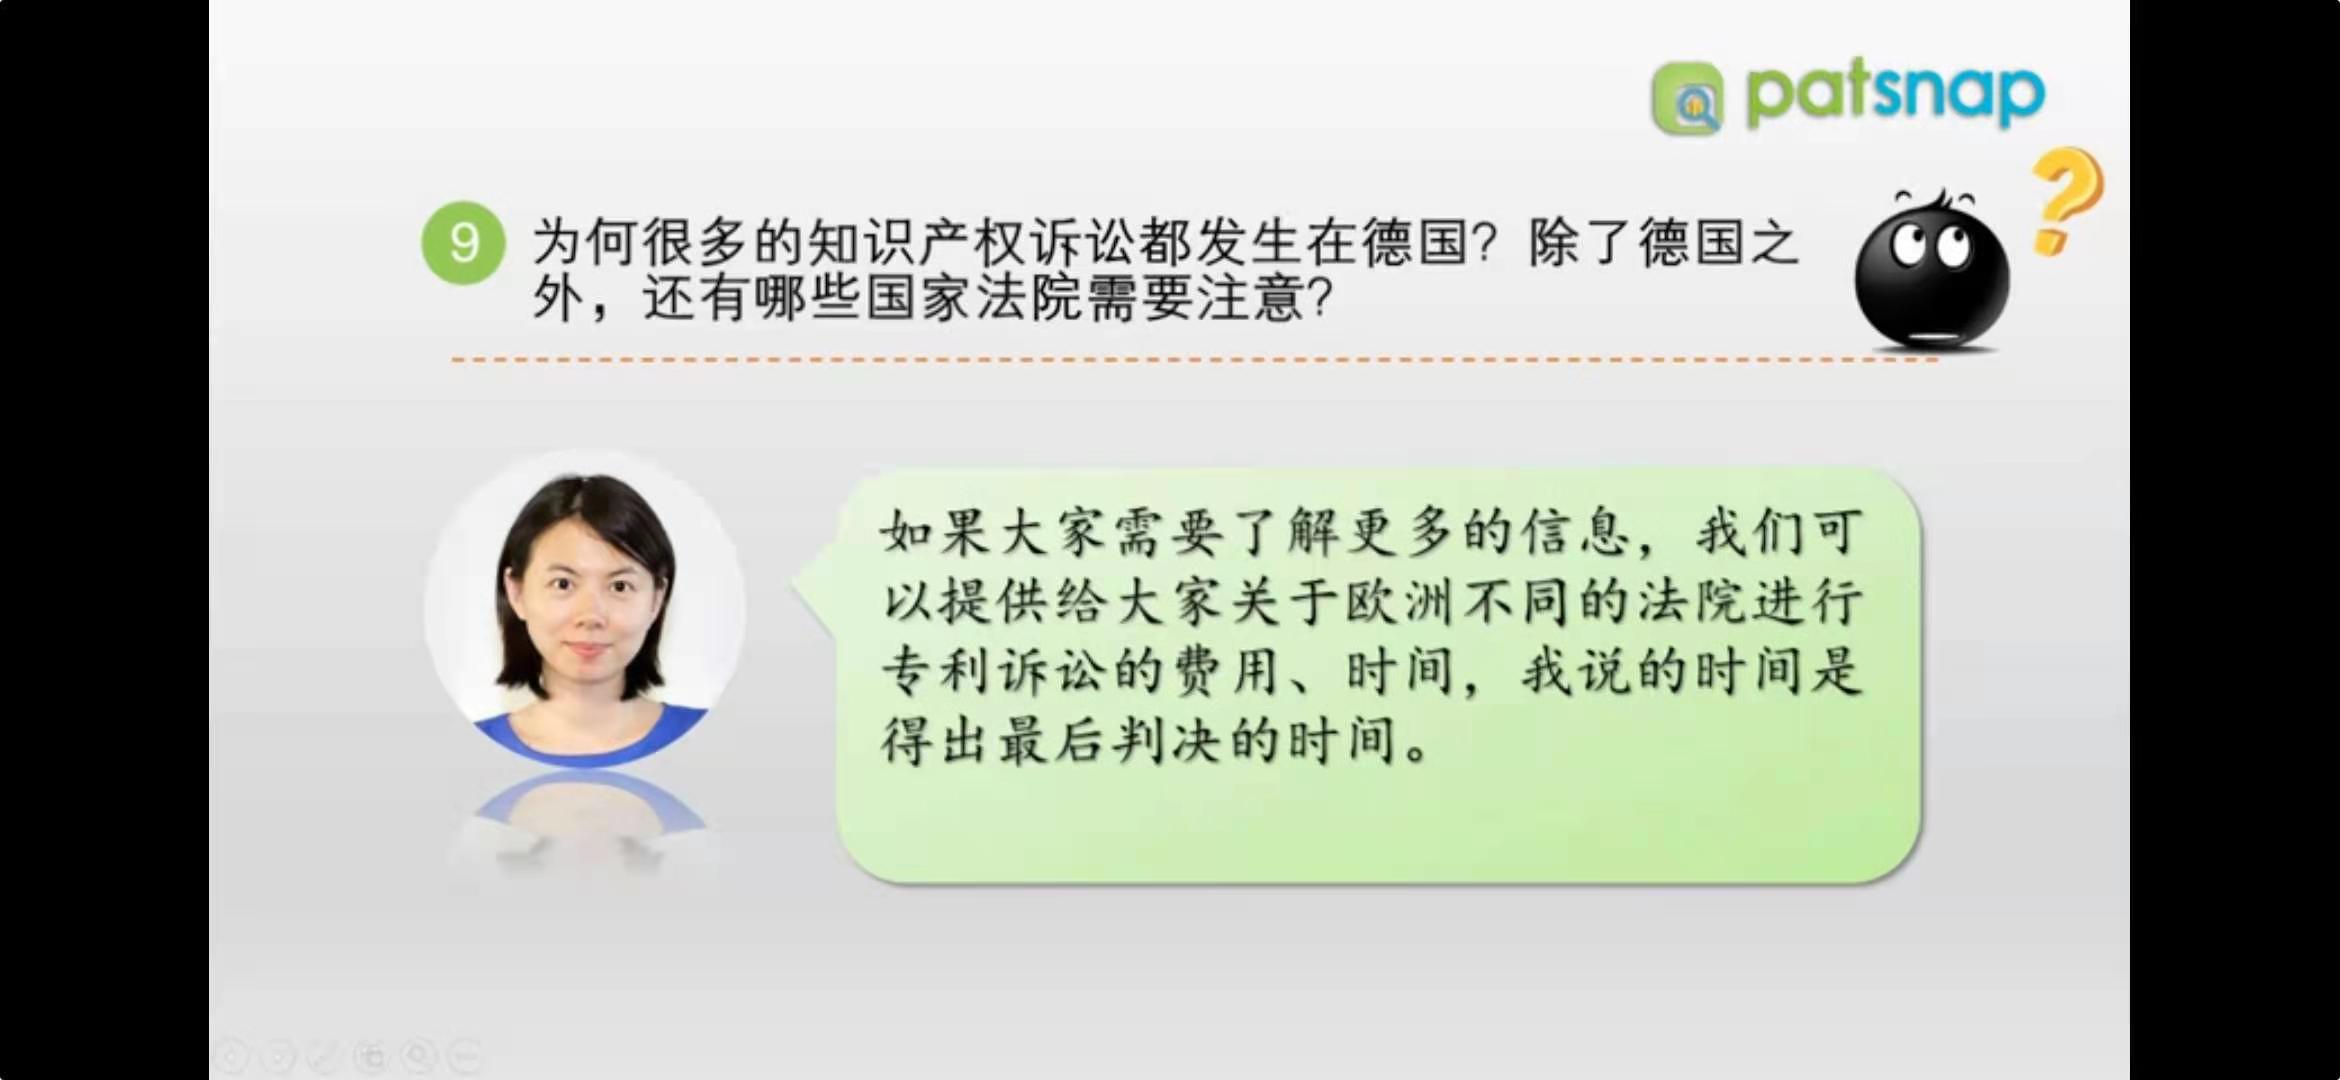 patsnap
9 为何很多的知识产权诉讼都发生在德国？除了德国之
外，还有哪些国家法院需要注意？
如果大家需要了解更多的信息，我们可
以提供给大家关于欧洲不同的法院进行
专利诉讼的费用、时间，我说的时间是
得出最后判决的时间。